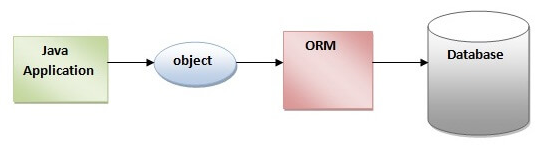 Java
Application
object
ORM
Database